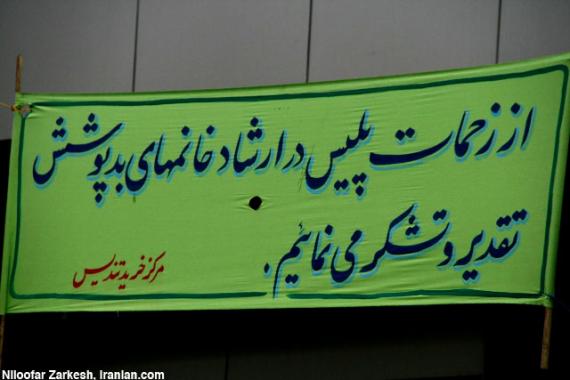 از زحمات پلیس در ارشاد خانمهای بدپوشش
تقدیر و تشکر می نمائیم.
مرکز خرید تندیس
Niloofar Zarkesh, Iranian.com